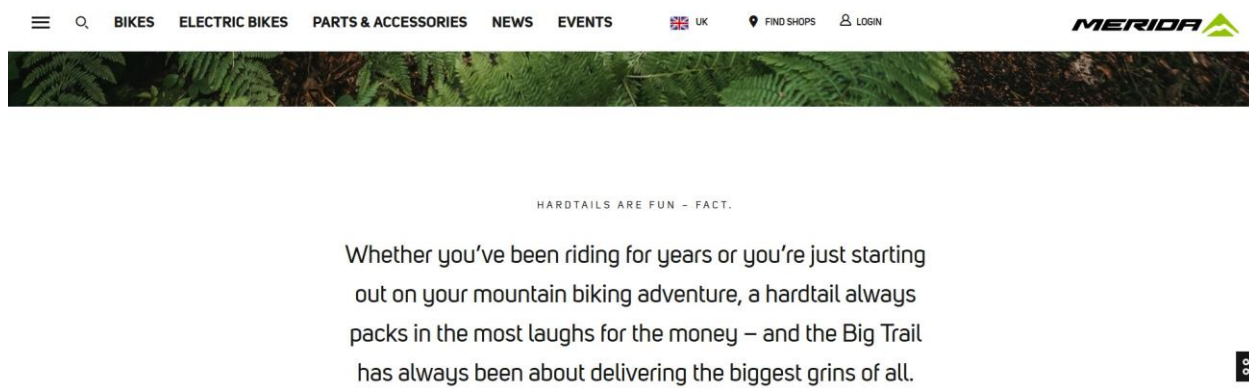 BIKES ELECTRIC BIKES PARTS & ACCESSORIES NEWS EVENTS UK FIND SHOPS LOGIN MERIDA
HARDTAILS ARE FUN – FACT.
Whether you've been riding for years or you're just starting
out on your mountain biking adventure, a hardtail always
packs in the most laughs for the money – and the Big Trail
has always been about delivering the biggest grins of all.